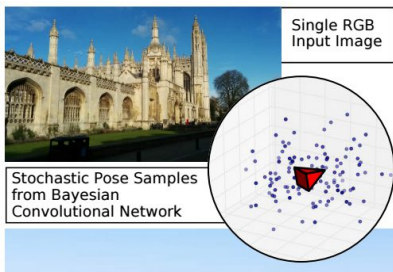 Single RGB
Input Image
Stochastic Pose Samples
from Bayesian
Convolutional Network